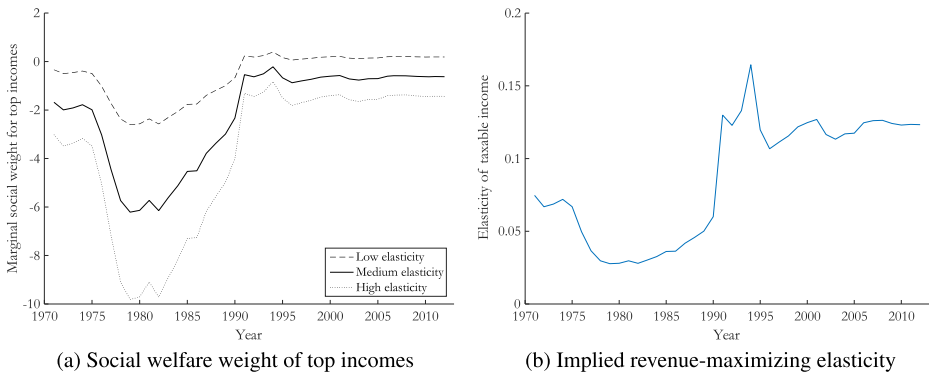 2
0
-2
-4
-6
-8
-10
Marginal social weight for top incomes
Low elasticity
Medium elasticity
High elasticity
1970 1975 1980 1985 1990 1995 2000 2005 2010
Year
(a) Social welfare weight of top incomes
0.2
0.15
0.1
0.05
0
Elasticity of taxable income
1970 1975 1980 1985 1990 1995 2000 2005 2010
Year
(b) Implied revenue-maximizing elasticity